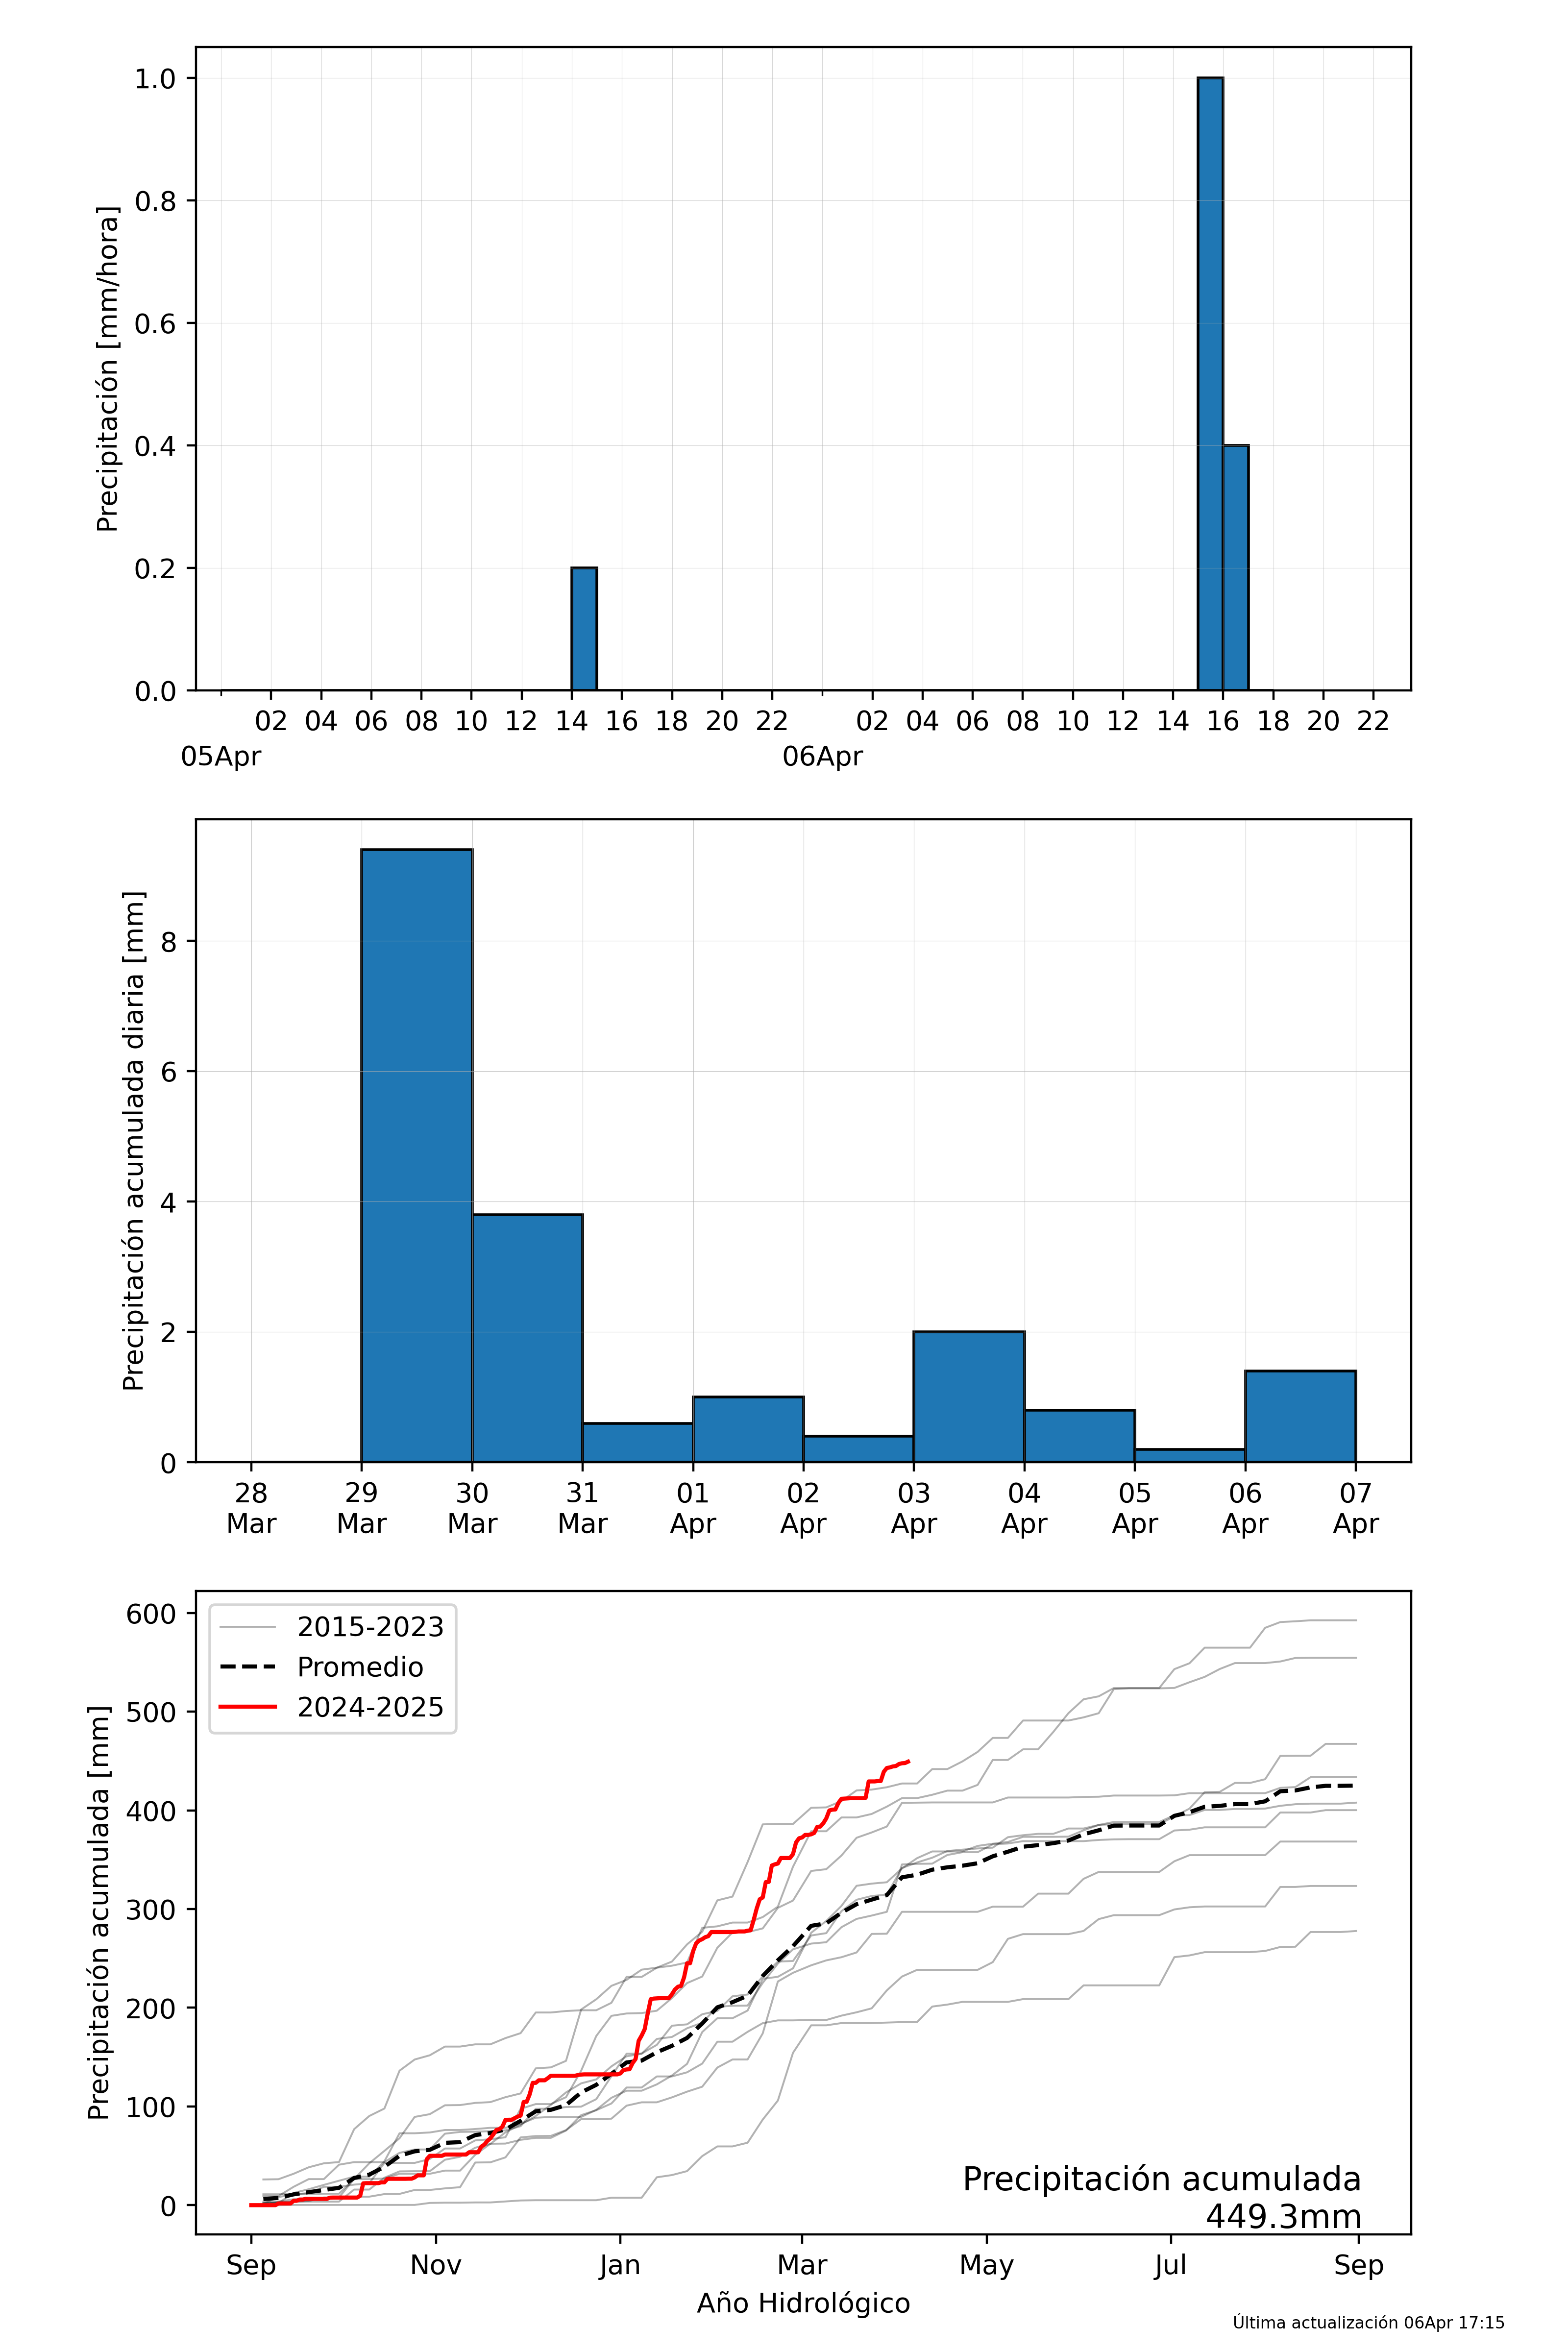 1.0
0.8
0.6
0.4
0.2
0.0
Precipitación [mm/hora]
02 04 06 08 10 12 14 16 18 20 22 02 04 06 08 10 12 14 16 18 20 22
05Apr 06Apr
8
6
4
2
0
Precipitación acumulada diaria [mm]
28 29 30 31 01 02 03 04 05 06 07
Mar Mar Mar Mar Apr Apr Apr Apr Apr Apr Apr
600
500
400
300
200
100
0
Precipitación acumulada [mm]
2015-2023
Promedio
2024-2025
Precipitación acumulada
449.3mm
Sep Nov Jan Mar May Jul Sep
Año Hidrológico
Última actualización 06Apr 17:15